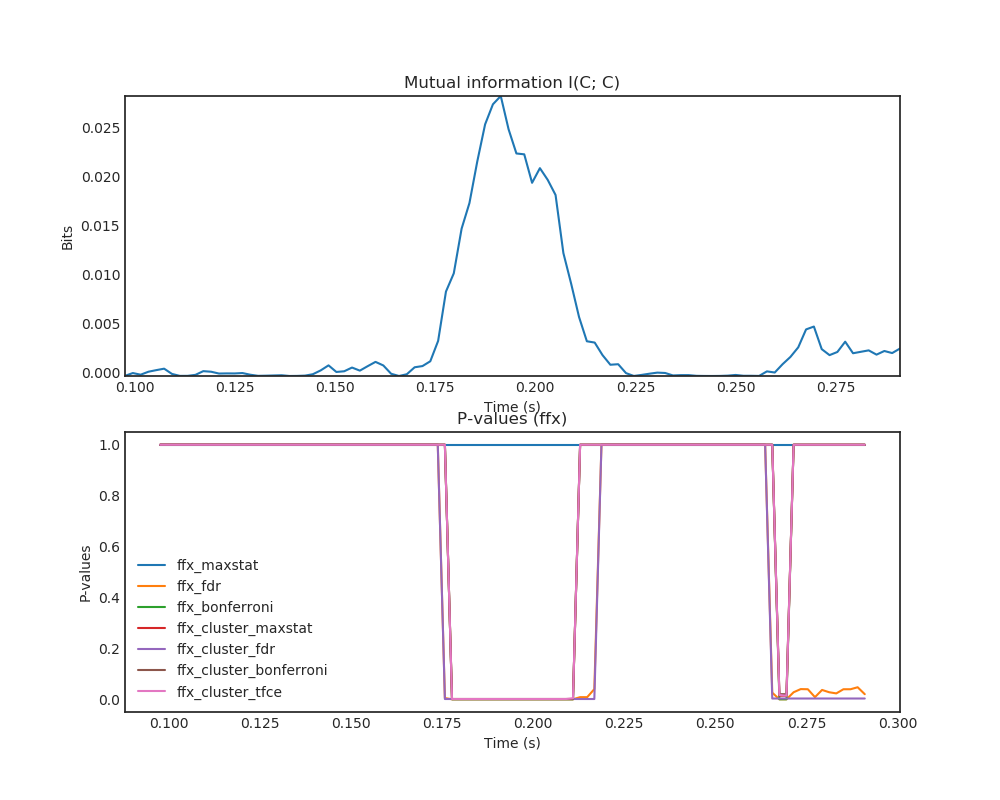 Mutual information I(C; C)
0.025
0.020
0.015
0.010
0.005
0.000
Bits
0.100 0.125 0.150 0.175 0.200 0.225 0.250 0.275
Time (s)
P-values (ffx)
1.0
0.8
0.6
0.4
0.2
0.0
P-values
ffx_maxstat
ffx_fdr
ffx_bonferroni
ffx_cluster_maxstat
ffx_cluster_fdr
ffx_cluster_bonferroni
ffx_cluster_tfce
0.100 0.125 0.150 0.175 0.200 0.225 0.250 0.275 0.300
Time (s)